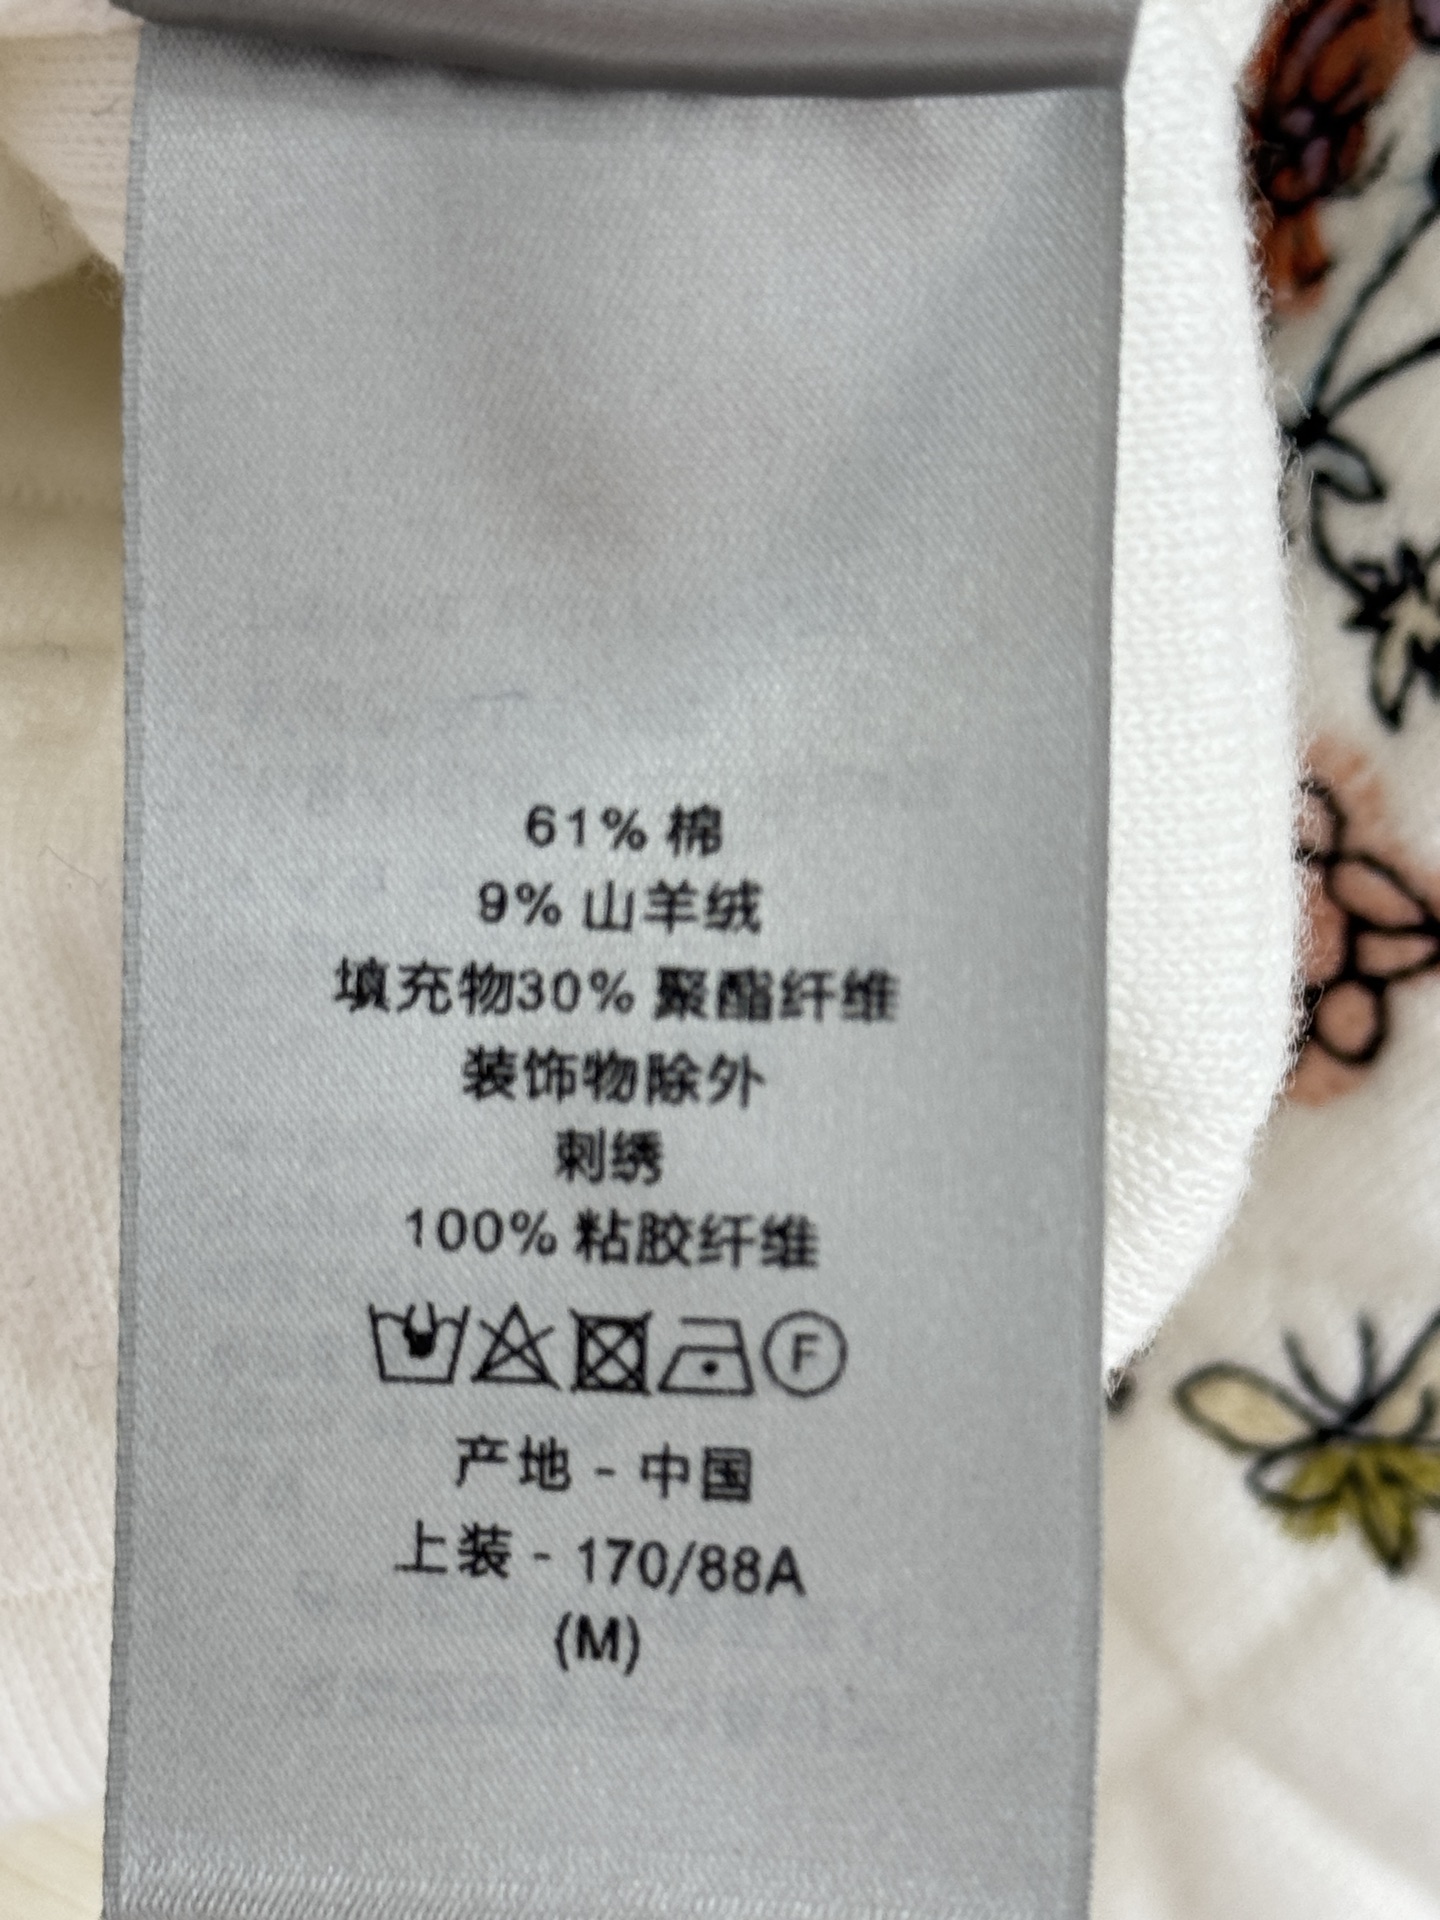 61% 棉
9% 山羊绒
填充物30% 聚酯纤维
装饰物除外
刺绣
100% 粘胶纤维
F
产地 - 中国
上装 - 170/88A
(M)